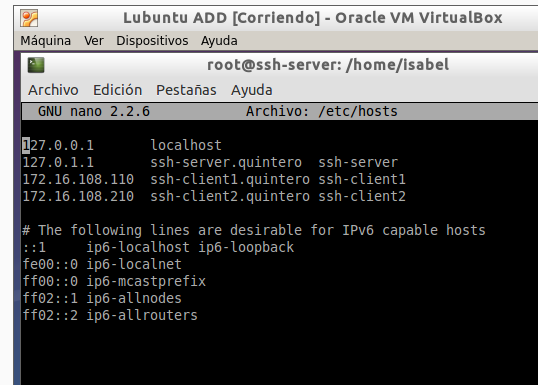 Lubuntu ADD [Corriendo] - Oracle VM VirtualBox
Máquina Ver Dispositivos Ayuda
root@ssh-server: /home/isabel
Archivo Edición Pestañas Ayuda
GNU nano 2.2.6 Archivo: /etc/hosts
127.0.0.1 localhost
127.0.1.1 ssh-server.quintero ssh-server
172.16.108.110 ssh-client1.quintero ssh-client1
172.16.108.210 ssh-client2.quintero ssh-client2
# The following lines are desirable for IPv6 capable hosts
::1 ip6-localhost ip6-loopback
fe00::0 ip6-localnet
ff00::0 ip6-mcastprefix
ff02::1 ip6-allnodes
ff02::2 ip6-allrouters